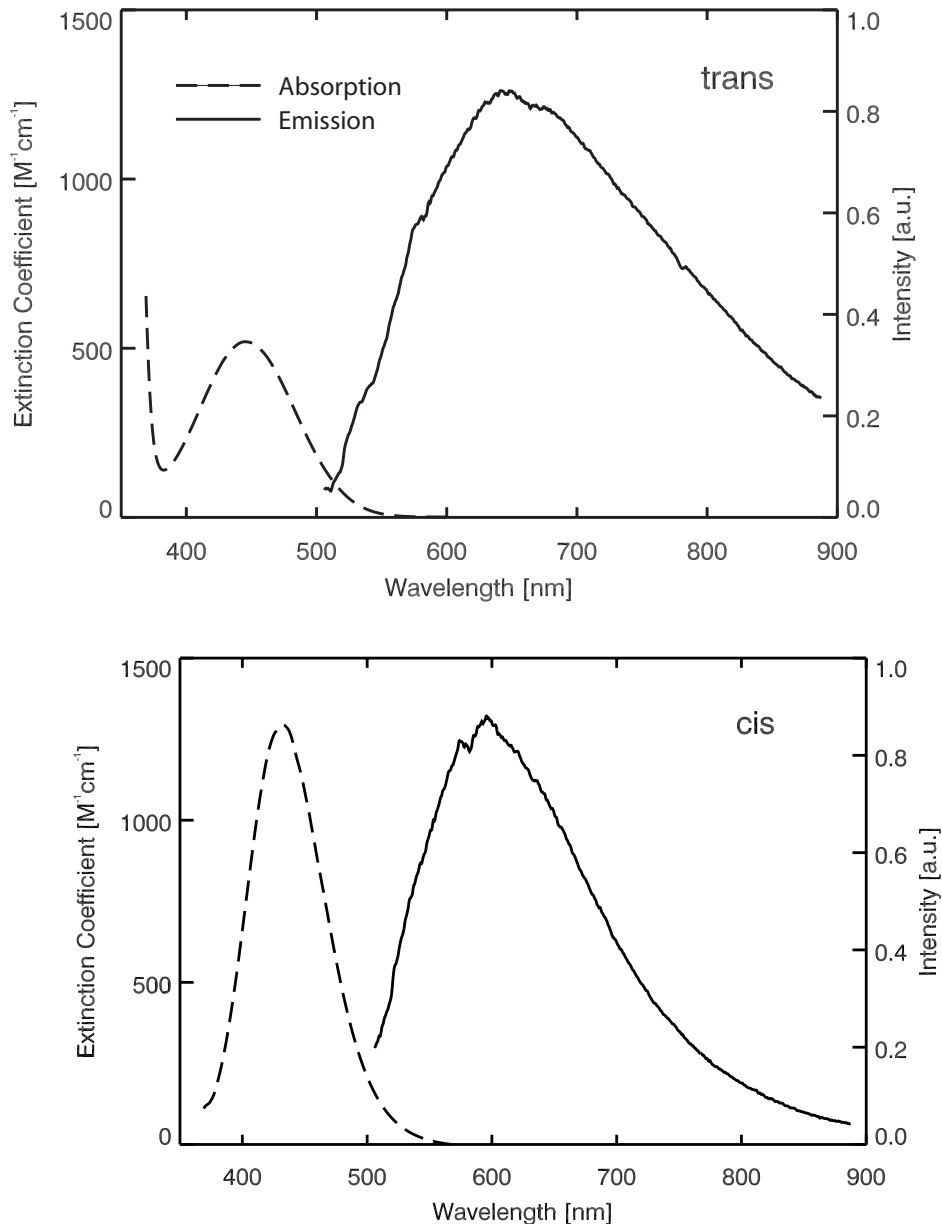 1500
1000
500
0
Extinction Coefficient [M⁻¹cm⁻¹]
Absorption
Emission
trans
1.0
0.8
0.6
0.4
0.2
0.0
Intensity [a.u.]
400 500 600 700 800 900
Wavelength [nm]
1500
1000
500
0
Extinction Coefficient [M⁻¹cm⁻¹]
cis
1.0
0.8
0.6
0.4
0.2
0.0
Intensity [a.u.]
400 500 600 700 800 900
Wavelength [nm]